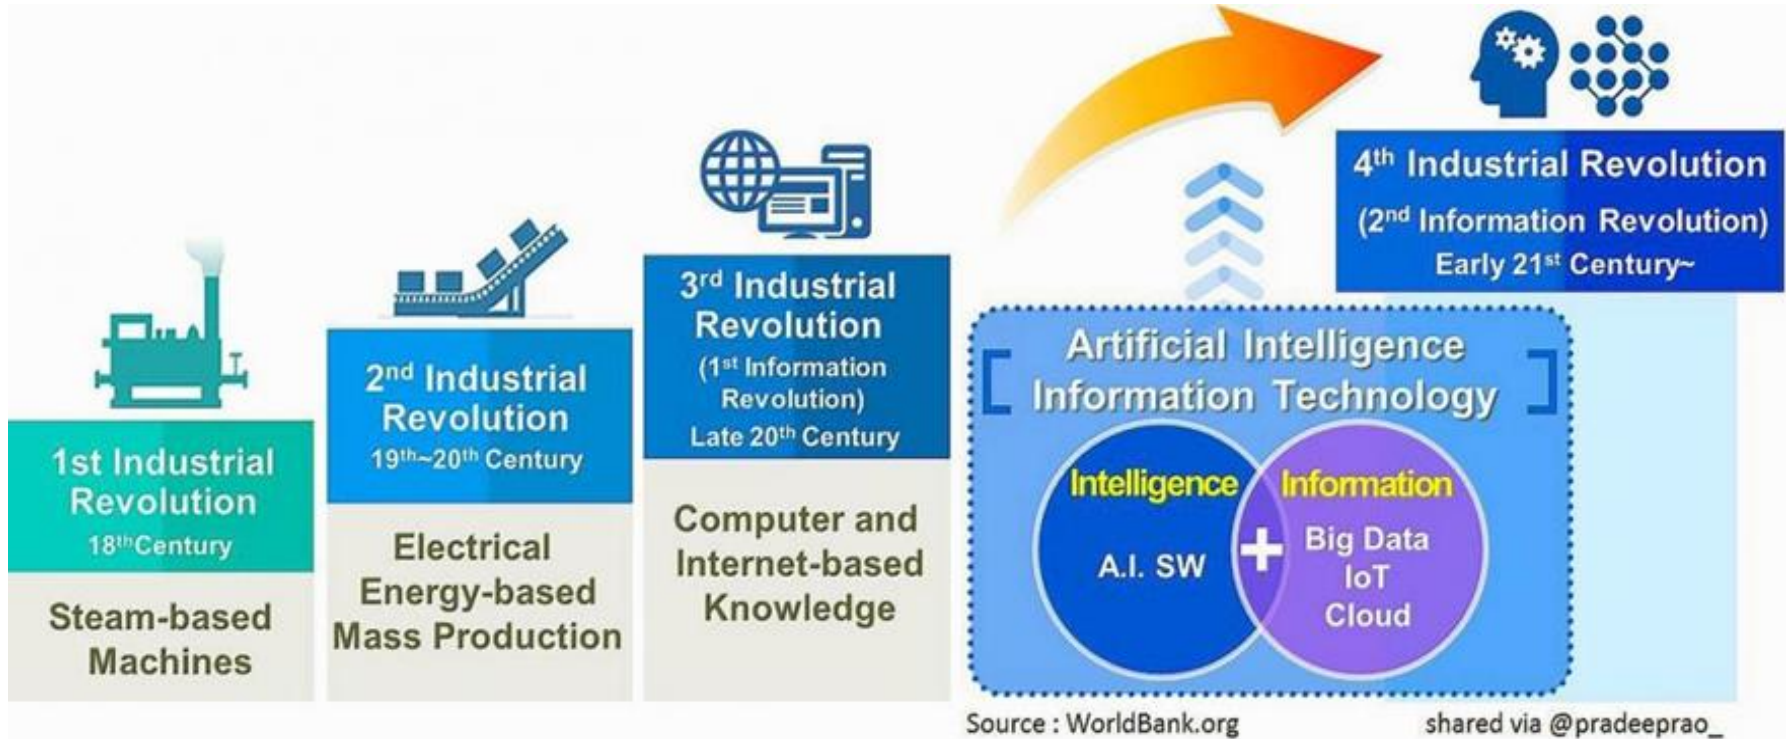 1st Industrial
Revolution
18thCentury
Steam-based
Machines
2nd Industrial
Revolution
19th~20th Century
Electrical
Energy-based
Mass Production
3rd Industrial
Revolution
(1st Information
Revolution)
Late 20th Century
Computer and
Internet-based
Knowledge
4th Industrial Revolution
(2nd Information Revolution)
Early 21st Century~
Artificial Intelligence
Information Technology
Intelligence
A.I. SW
+
Information
Big Data
IoT
Cloud
Source : WorldBank.org
shared via @pradeeprao_